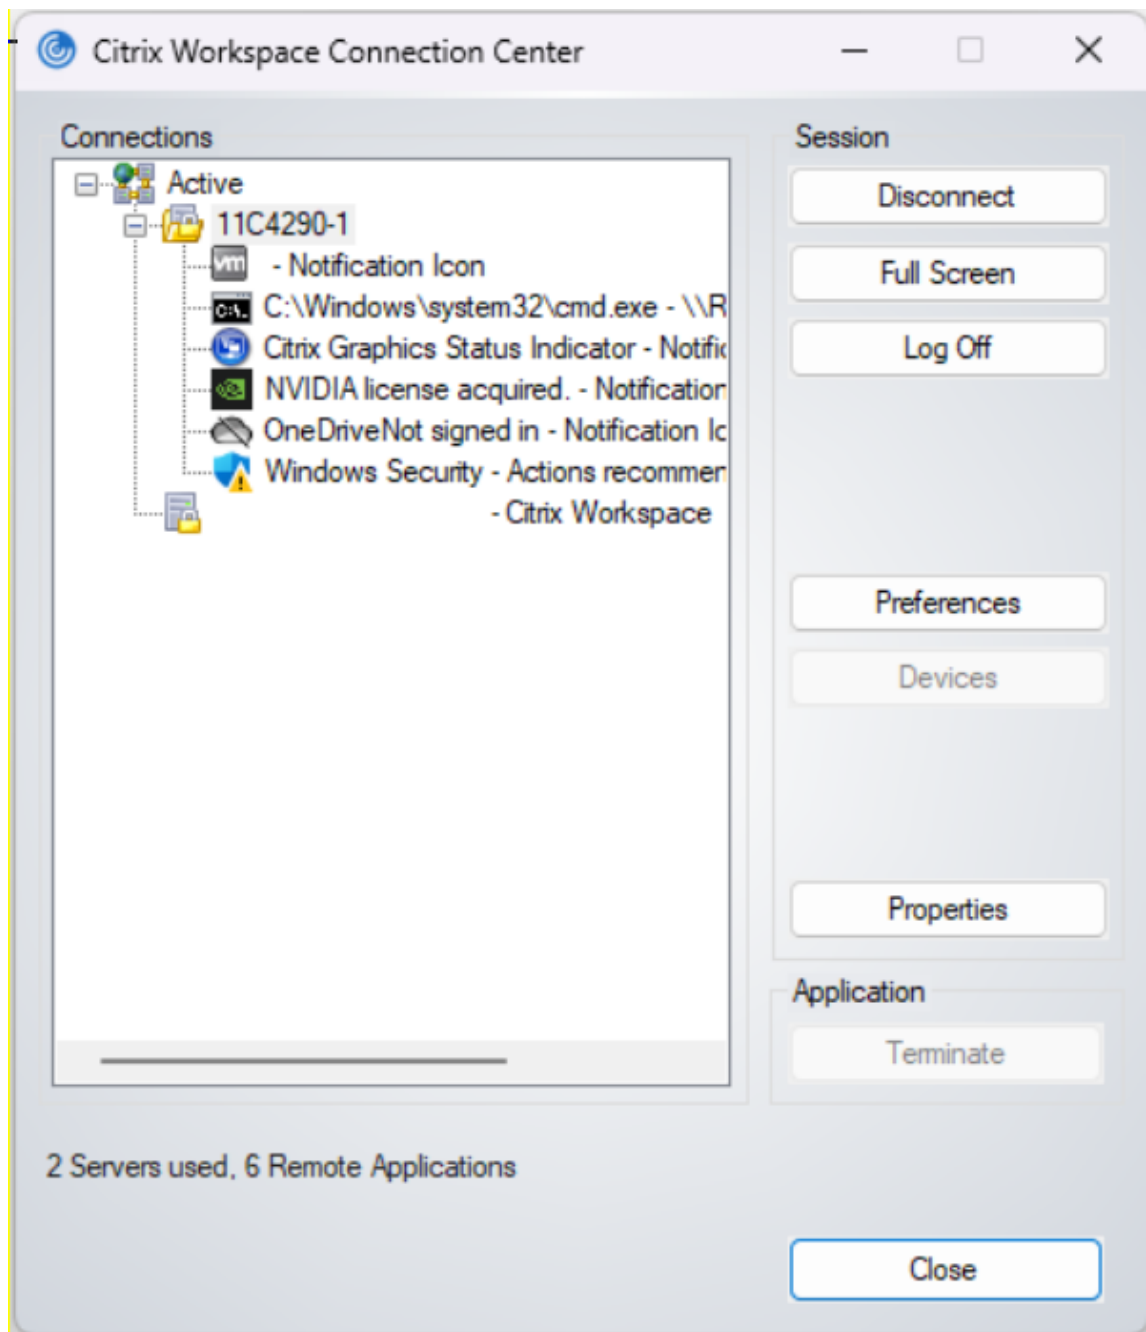 Citrix Workspace Connection Center
Connections
Active
11C4290-1
vm - Notification Icon
C:\Windows\system32\cmd.exe - \\R
Citrix Graphics Status Indicator - Notific
NVIDIA license acquired. - Notification
OneDriveNot signed in - Notification Ic
Windows Security - Actions recommen
- Citrix Workspace
Session
Disconnect
Full Screen
Log Off
Preferences
Devices
Properties
Application
Terminate
2 Servers used, 6 Remote Applications
Close